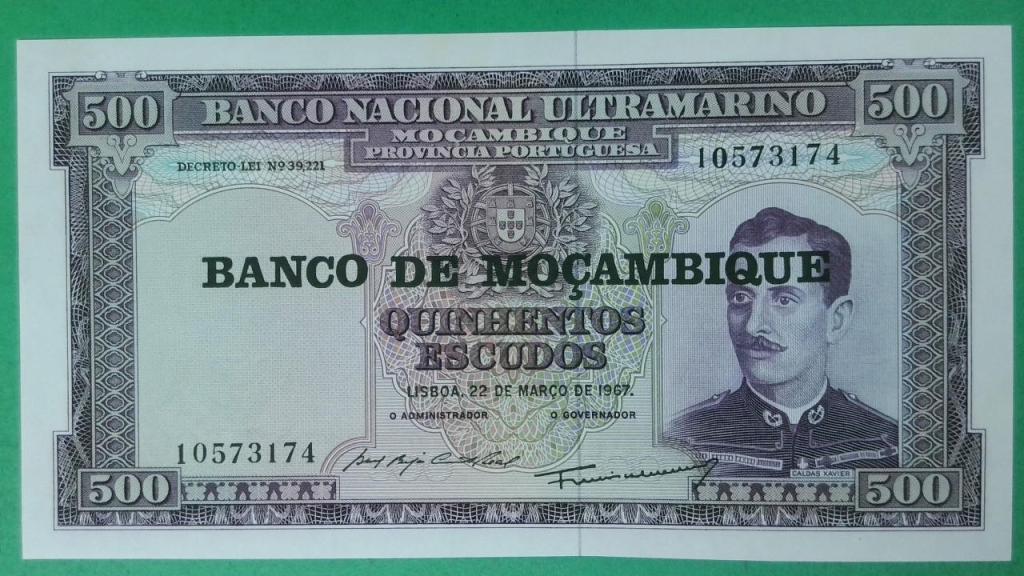 500 BANCO NACIONAL ULTRAMARINO 500
MOÇAMBIQUE
PROVINCIA PORTUGUESA
DECRETO-LEI Nº 39,221
10573174
BANCO DE MOÇAMBIQUE
QUINHENTOS
ESCUDOS
LISBOA, 22 DE MARÇO DE 1967.
O ADMINISTRADOR O GOVERNADOR
10573174
CALDAS XAVIER
500 500